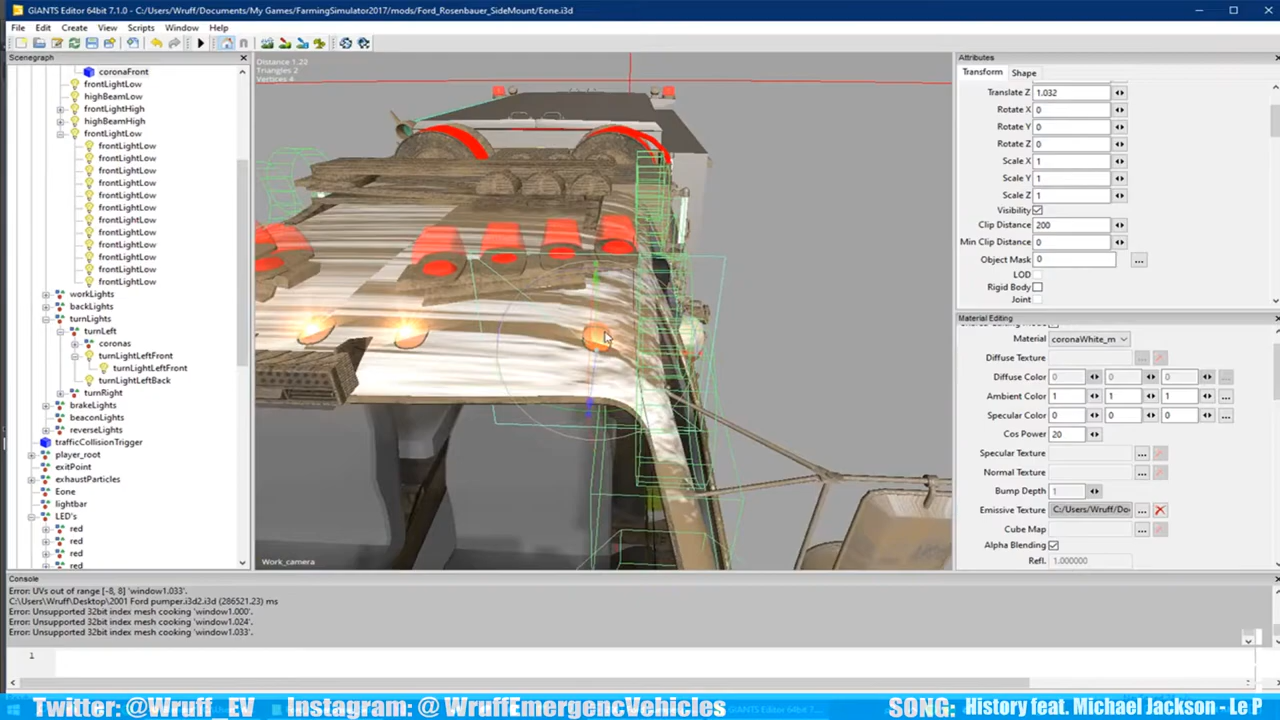 GIANTS Editor 64bit 7.1.0 - C:/Users/Wruff/Documents/My Games/FarmingSimulator2017/mods/Ford_Rosenbauer_SideMount/Eone.i3d
File Edit Create View Scripts Window Help
Scenegraph
coronaFront
frontLightLow
highBeamLow
frontLightHigh
highBeamHigh
frontLightLow
frontLightLow
frontLightLow
frontLightLow
frontLightLow
frontLightLow
frontLightLow
frontLightLow
frontLightLow
frontLightLow
frontLightLow
frontLightLow
frontLightLow
workLights
backLights
turnLights
turnLeft
coronas
turnLightLeftFront
turnLightLeftFront
turnLightLeftBack
turnRight
brakeLights
beaconLights
reverseLights
trafficCollisionTrigger
player_root
exitPoint
exhaustParticles
Eone
lightbar
LED's
red
red
red
red
Distance 1.22
Triangles 2
Vertices 4
Work_camera
Attributes
Transform Shape
Translate Z 1.032
Rotate X 0
Rotate Y 0
Rotate Z 0
Scale X 1
Scale Y 1
Scale Z 1
Visibility
Clip Distance 200
Min Clip Distance 0
Object Mask 0 ...
LOD
Rigid Body
Joint
Material Editing
Material coronaWhite_m
Diffuse Texture ...
Diffuse Color 0 0 0 ...
Ambient Color 1 1 1 ...
Specular Color 0 0 0 ...
Cos Power 20
Specular Texture ...
Normal Texture ...
Bump Depth 1
Emissive Texture C:/Users/Wruff/Do ...
Cube Map ...
Alpha Blending
Refl. 1.000000
Console
Error: UVs out of range [-8, 8] 'window1.033'.
C:\Users\Wruff\Desktop\2001 Ford pumper.i3d2.i3d (286521.23) ms
Error: Unsupported 32bit index mesh cooking 'window1.000'.
Error: Unsupported 32bit index mesh cooking 'window1.024'.
Error: Unsupported 32bit index mesh cooking 'window1.033'.
1
Twitter: @Wruff_EV Instagram: @ WruffEmergencVehicles SONG: History feat. Michael Jackson - Le P